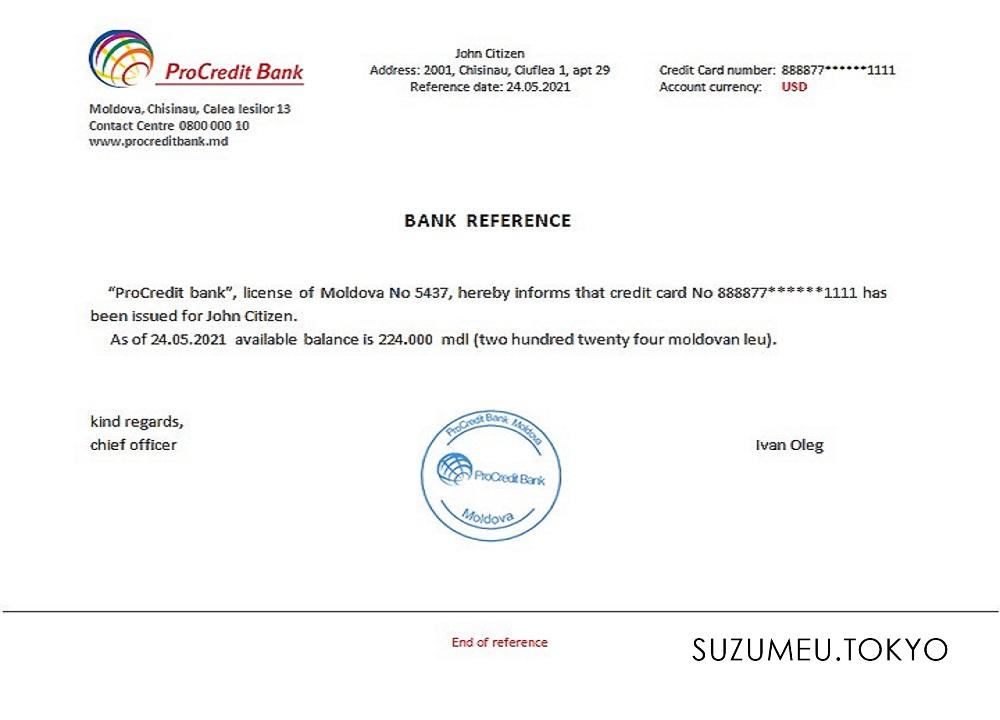 ProCredit Bank
Moldova, Chisinau, Calea Iesilor 13
Contact Centre 0800 000 10
www.procreditbank.md
John Citizen
Address: 2001, Chisinau, Ciuflea 1, apt 29
Reference date: 24.05.2021
Credit Card number: 888877******1111
Account currency: USD
BANK REFERENCE
“ProCredit bank”, license of Moldova No 5437, hereby informs that credit card No 888877******1111 has
been issued for John Citizen.
As of 24.05.2021 available balance is 224.000 mdl (two hundred twenty four moldovan leu).
kind regards,
chief officer
ProCredit Bank Moldova
ProCredit Bank
Moldova
Ivan Oleg
End of reference
SUZUMEU.TOKYO